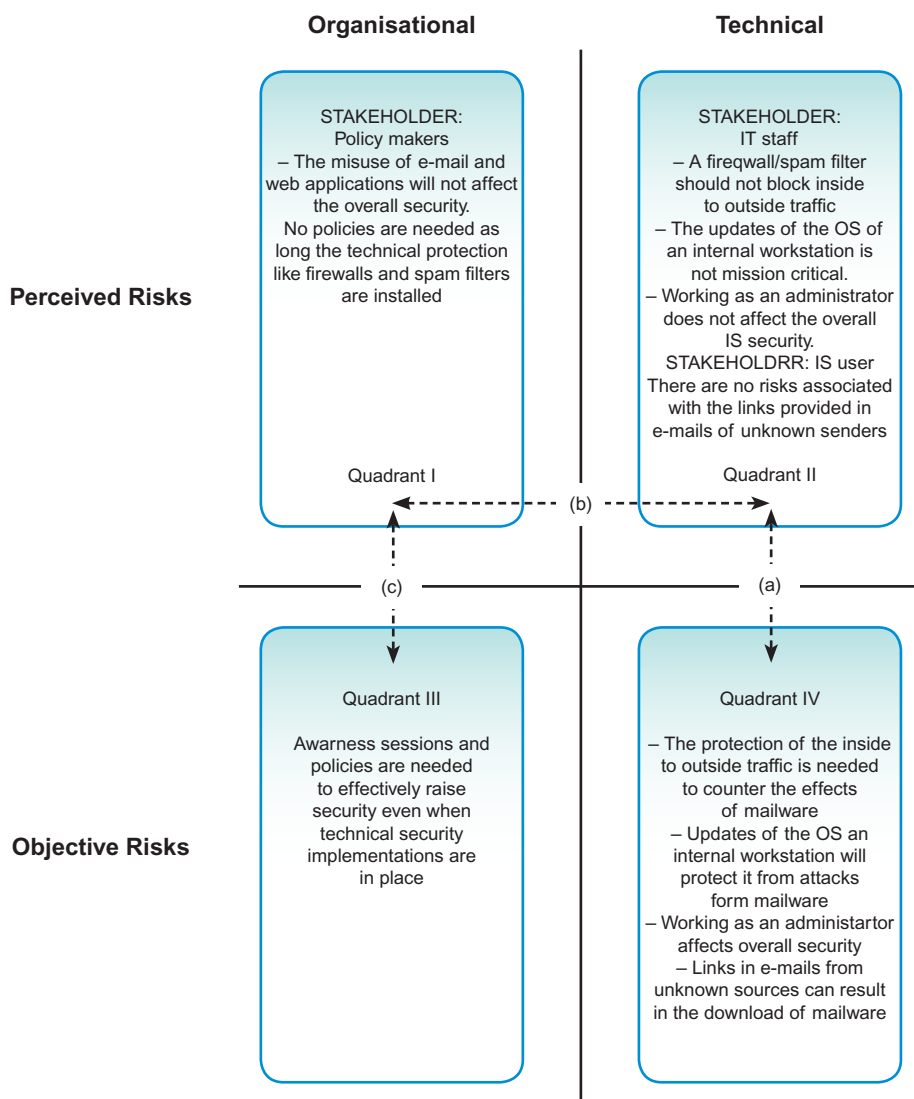 Organisational
Technical
Perceived Risks
STAKEHOLDER:
Policy makers
– The misuse of e-mail and
web applications will not affect
the overall security.
No policies are needed as
long the technical protection
like firewalls and spam filters
are installed
Quadrant I
STAKEHOLDER:
IT staff
– A fireqwall/spam filter
should not block inside
to outside traffic
– The updates of the OS of
an internal workstation is
not mission critical.
– Working as an administrator
does not affect the overall
IS security.
STAKEHOLDRR: IS user
There are no risks associated
with the links provided in
e-mails of unknown senders
Quadrant II
(b)
(c)
(a)
Objective Risks
Quadrant III
Awarness sessions and
policies are needed
to effectively raise
security even when
technical security
implementations are
in place
Quadrant IV
– The protection of the inside
to outside traffic is needed
to counter the effects
of mailware
– Updates of the OS an
internal workstation will
protect it from attacks
form mailware
– Working as an administartor
affects overall security
– Links in e-mails from
unknown sources can result
in the download of mailware